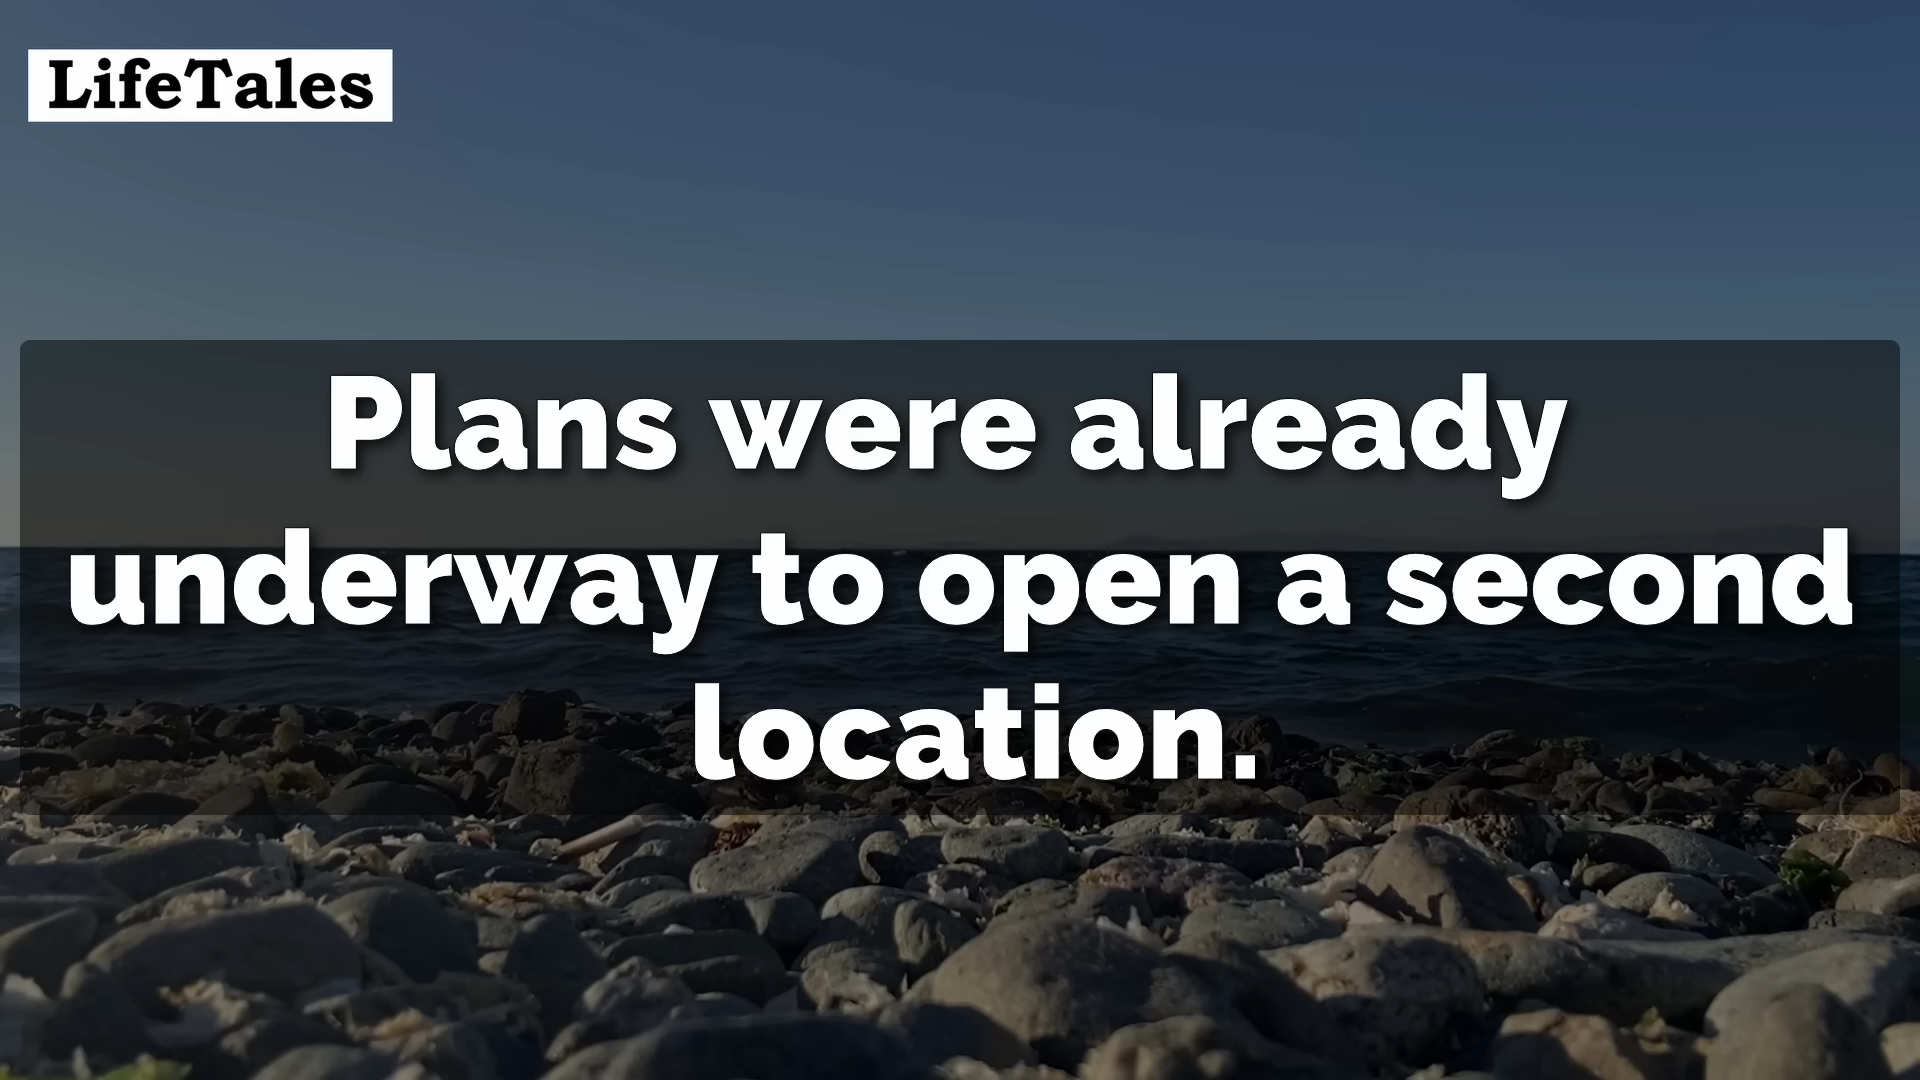 LifeTales
Plans were already
underway to open a second
location.